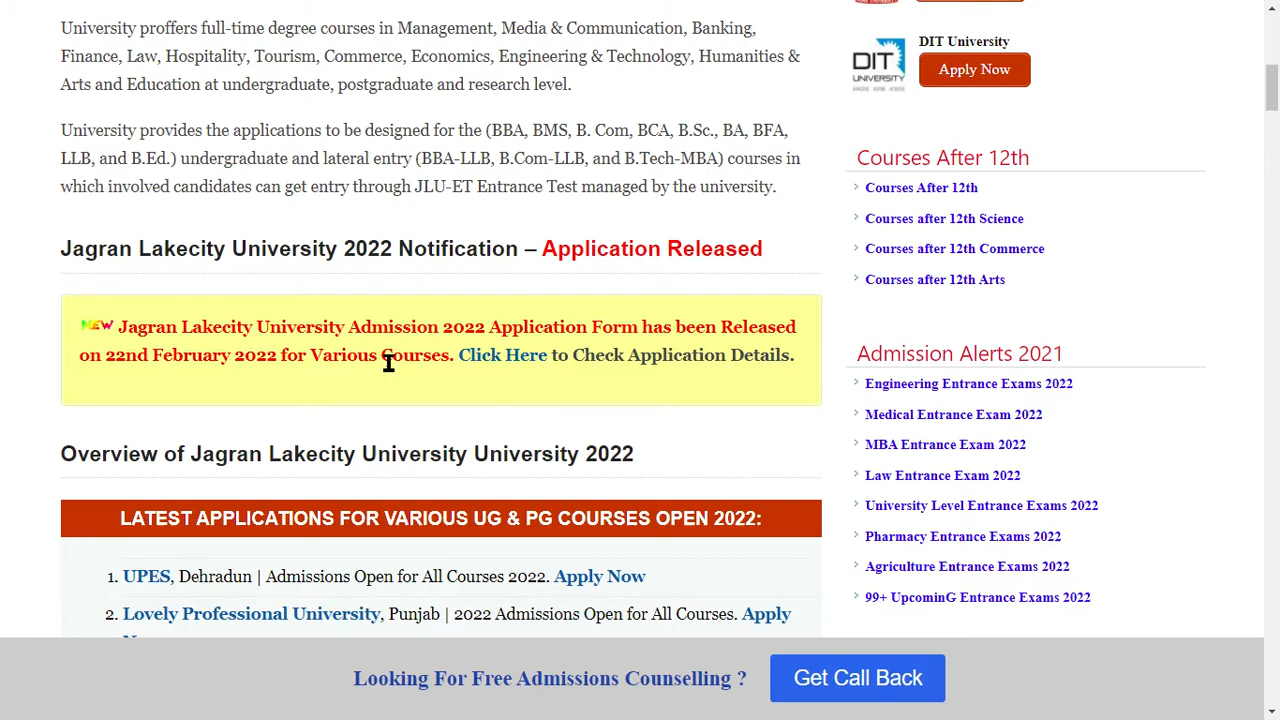 University proffers full-time degree courses in Management, Media & Communication, Banking,
Finance, Law, Hospitality, Tourism, Commerce, Economics, Engineering & Technology, Humanities &
Arts and Education at undergraduate, postgraduate and research level.
University provides the applications to be designed for the (BBA, BMS, B. Com, BCA, B.Sc., BA, BFA,
LLB, and B.Ed.) undergraduate and lateral entry (BBA-LLB, B.Com-LLB, and B.Tech-MBA) courses in
which involved candidates can get entry through JLU-ET Entrance Test managed by the university.
Jagran Lakecity University 2022 Notification – Application Released
NEW Jagran Lakecity University Admission 2022 Application Form has been Released
on 22nd February 2022 for Various Courses. Click Here to Check Application Details.
Overview of Jagran Lakecity University University 2022
LATEST APPLICATIONS FOR VARIOUS UG & PG COURSES OPEN 2022:
1. UPES, Dehradun | Admissions Open for All Courses 2022. Apply Now
2. Lovely Professional University, Punjab | 2022 Admissions Open for All Courses. Apply
DIT UNIVERSITY
DIT University
Apply Now
Courses After 12th
Courses After 12th
Courses after 12th Science
Courses after 12th Commerce
Courses after 12th Arts
Admission Alerts 2021
Engineering Entrance Exams 2022
Medical Entrance Exam 2022
MBA Entrance Exam 2022
Law Entrance Exam 2022
University Level Entrance Exams 2022
Pharmacy Entrance Exams 2022
Agriculture Entrance Exams 2022
99+ UpcominG Entrance Exams 2022
Looking For Free Admissions Counselling ?
Get Call Back